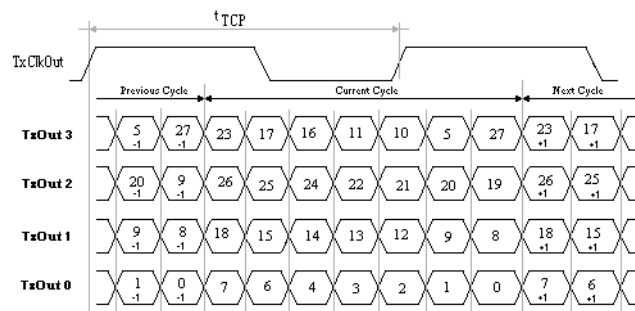 t TCP
TxClkOut
Previous Cycle Current Cycle Next Cycle
TxOut 3 5 -1 27 -1 23 17 16 11 10 5 27 23 +1 17 +1
TxOut 2 20 -1 9 -1 26 25 24 22 21 20 19 26 +1 25 +1
TxOut 1 9 -1 8 -1 18 15 14 13 12 9 8 18 +1 15 +1
TxOut 0 1 -1 0 -1 7 6 4 3 2 1 0 7 +1 6 +1